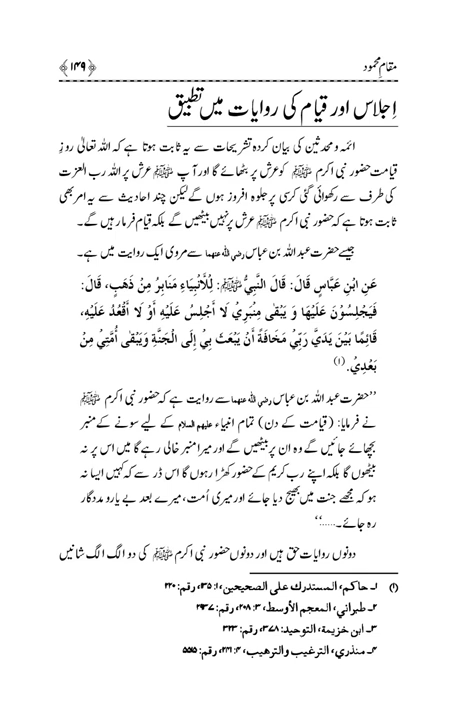 مقامِ محمود ﴿۱۴۹﴾
اِجلاس اور قیام کی روایات میں تطبیق
ائمہ و محدثین کی بیان کردہ تشریحات سے یہ ثابت ہوتا ہے کہ اللہ تعالیٰ روزِ
قیامت حضور نبی اکرم ﷺ کو عرش پر بٹھائے گا اور آپ ﷺ عرش پر اللہ رب العزت
کی طرف سے رکھوائی گئی کرسی پر جلوہ افروز ہوں گے لیکن چند احادیث سے یہ امر بھی
ثابت ہوتا ہے کہ حضور نبی اکرم ﷺ عرش پر نہیں بیٹھیں گے بلکہ قیام فرما رہیں گے۔
جیسے حضرت عبد اللہ بن عباس رضی اللہ عنہما سے مروی ایک روایت میں ہے۔
عَنِ ابْنِ عَبَّاسٍ قَالَ: قَالَ النَّبِيُّ ﷺ: لِلْأَنْبِيَاءِ مَنَابِرُ مِنْ ذَهَبٍ، قَالَ:
فَيَجْلِسُوْنَ عَلَيْهَا وَ يَبْقٰى مِنْبَرِيْ لَا أَجْلِسُ عَلَيْهِ أَوْ لَا أَقْعُدُ عَلَيْهِ،
قَائِمًا بَيْنَ يَدَيَّ رَبِّيْ مَخَافَةً أَنْ يَبْعَثَ بِيْ إِلَى الْجَنَّةِ وَيَبْقٰى أُمَّتِيْ مِنْ
بَعْدِيْ. (۱)
’’حضرت عبد اللہ بن عباس رضی اللہ عنہما سے روایت ہے کہ حضور نبی اکرم ﷺ
نے فرمایا: (قیامت کے دن) تمام انبیاء علیہم السلام کے لیے سونے کے منبر
بچھائے جائیں گے وہ ان پر بیٹھیں گے اور میرا منبر خالی رہے گا میں اس پر نہ
بیٹھوں گا بلکہ اپنے رب کریم کے حضور کھڑا رہوں گا اس ڈر سے کہ کہیں ایسا نہ
ہو کہ مجھے جنت میں بھیج دیا جائے اور میری اُمت، میرے بعد بے یار و مددگار
رہ جائے۔.....‘‘
دونوں روایات حق ہیں اور دونوں حضور نبی اکرم ﷺ کی دو الگ الگ شانیں
(۱) ۱۔ حاکم، المستدرك على الصحيحين، ۱: ۱۳۵، رقم: ۲۲۰
۲۔ طبرانی، المعجم الأوسط، ۳: ۲۰۸، رقم: ۲۹۳۷
۳۔ ابن خزیمة، التوحید: ۳۷۸، رقم: ۳۲۳
۴۔ منذری، الترغیب والترهیب، ۴: ۲۴۱، رقم: ۵۵۱۵